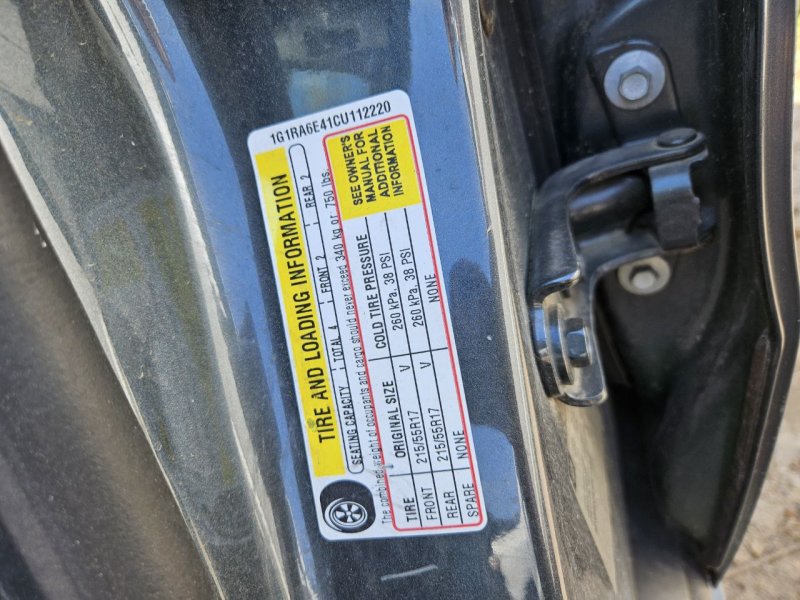 1G1RA6E41CU112220
TIRE AND LOADING INFORMATION
SEATING CAPACITY TOTAL 4 FRONT 2 REAR 2
The combined weight of occupants and cargo should never exceed 340 kg or 750 lbs.
TIRE ORIGINAL SIZE COLD TIRE PRESSURE
FRONT 215/55R17 V 260 kPa, 38 PSI
REAR 215/55R17 V 260 kPa, 38 PSI
SPARE NONE NONE
SEE OWNER'S
MANUAL FOR
ADDITIONAL
INFORMATION